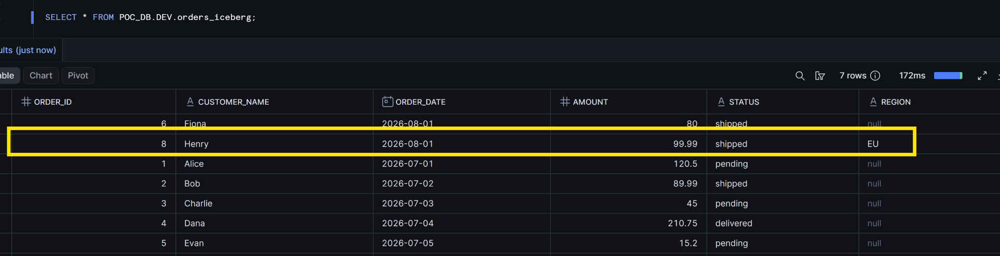 SELECT * FROM POC_DB.DEV.orders_iceberg;
ults (just now)
able Chart Pivot 7 rows 172ms
ORDER_ID CUSTOMER_NAME ORDER_DATE AMOUNT STATUS REGION
6 Fiona 2026-08-01 80 shipped null
8 Henry 2026-08-01 99.99 shipped EU
1 Alice 2026-07-01 120.5 pending null
2 Bob 2026-07-02 89.99 shipped null
3 Charlie 2026-07-03 45 pending null
4 Dana 2026-07-04 210.75 delivered null
5 Evan 2026-07-05 15.2 pending null